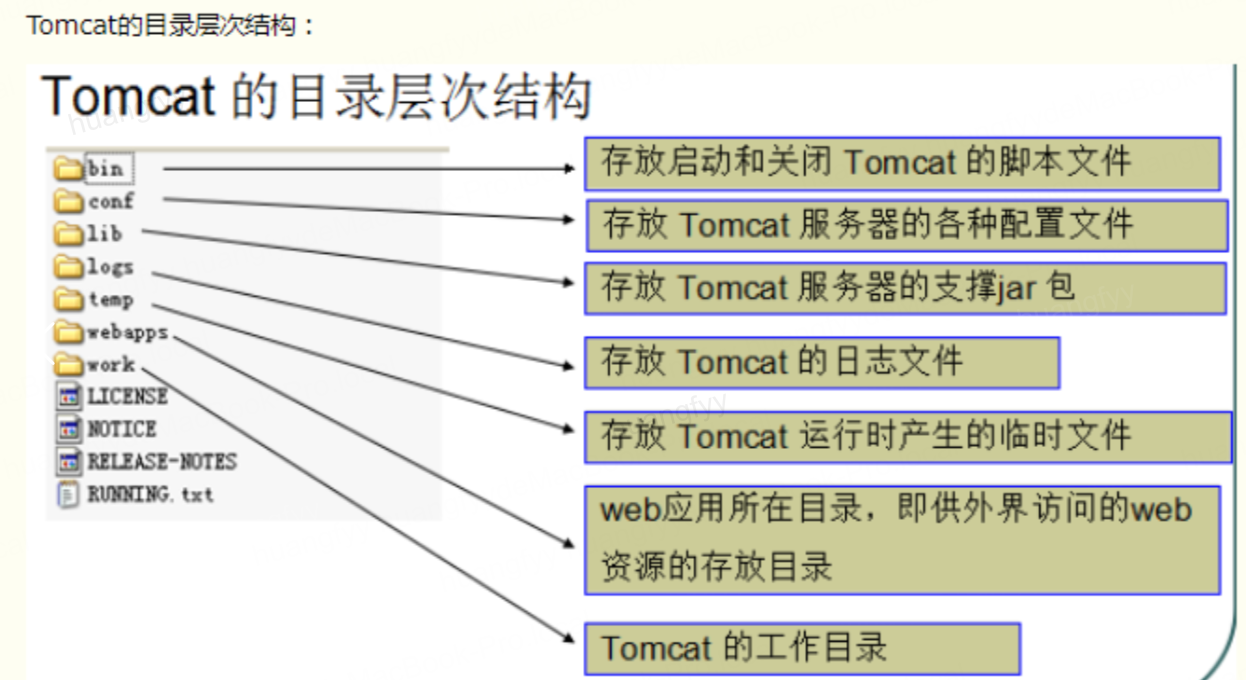 Tomcat的目录层次结构：
Tomcat 的目录层次结构
bin
存放启动和关闭 Tomcat 的脚本文件
conf
存放 Tomcat 服务器的各种配置文件
lib
存放 Tomcat 服务器的支撑jar 包
logs
存放 Tomcat 的日志文件
temp
存放 Tomcat 运行时产生的临时文件
webapps
web应用所在目录，即供外界访问的web
资源的存放目录
work
Tomcat 的工作目录
LICENSE
NOTICE
RELEASE-NOTES
RUNNING.txt